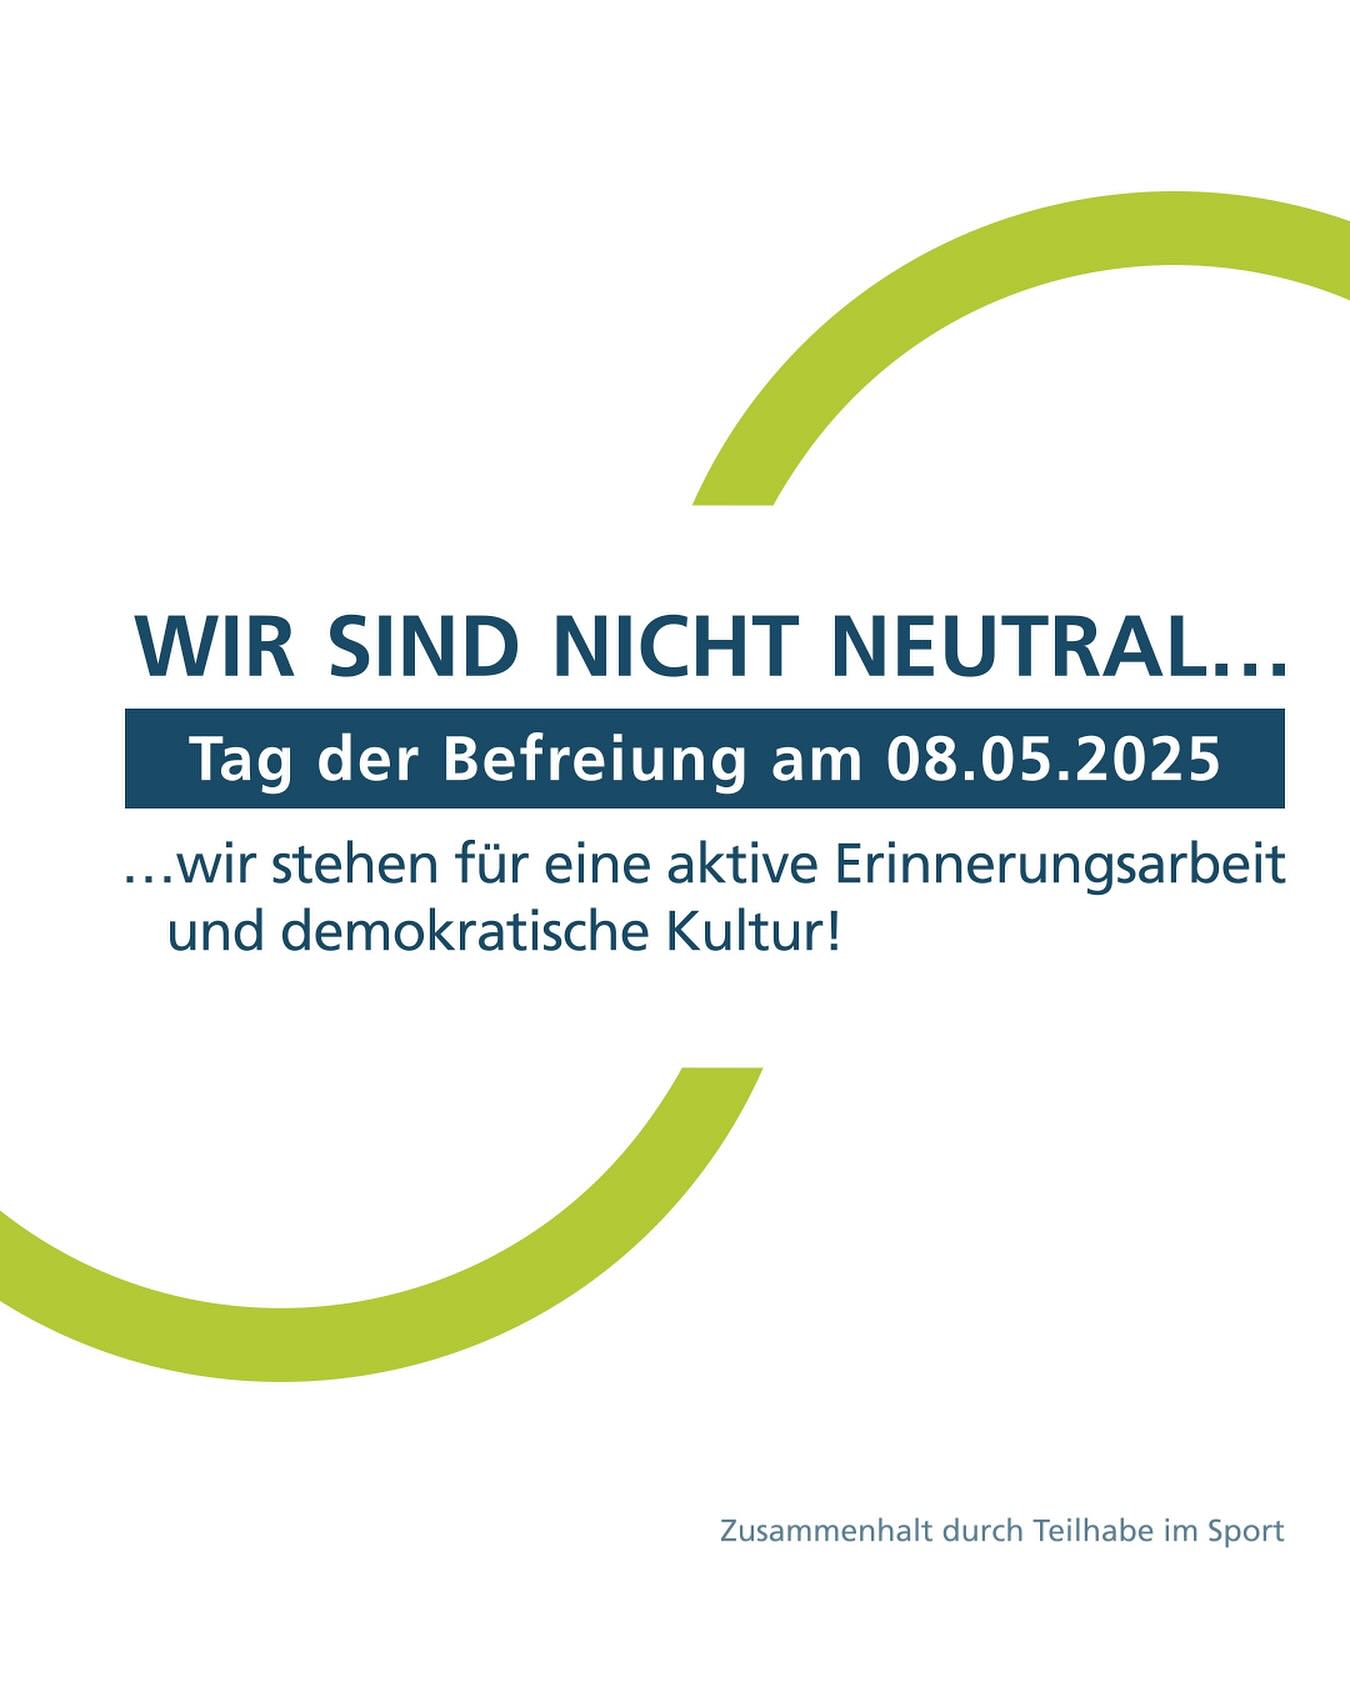 WIR SIND NICHT NEUTRAL...
Tag der Befreiung am 08.05.2025
...wir stehen für eine aktive Erinnerungsarbeit
und demokratische Kultur!
Zusammenhalt durch Teilhabe im Sport